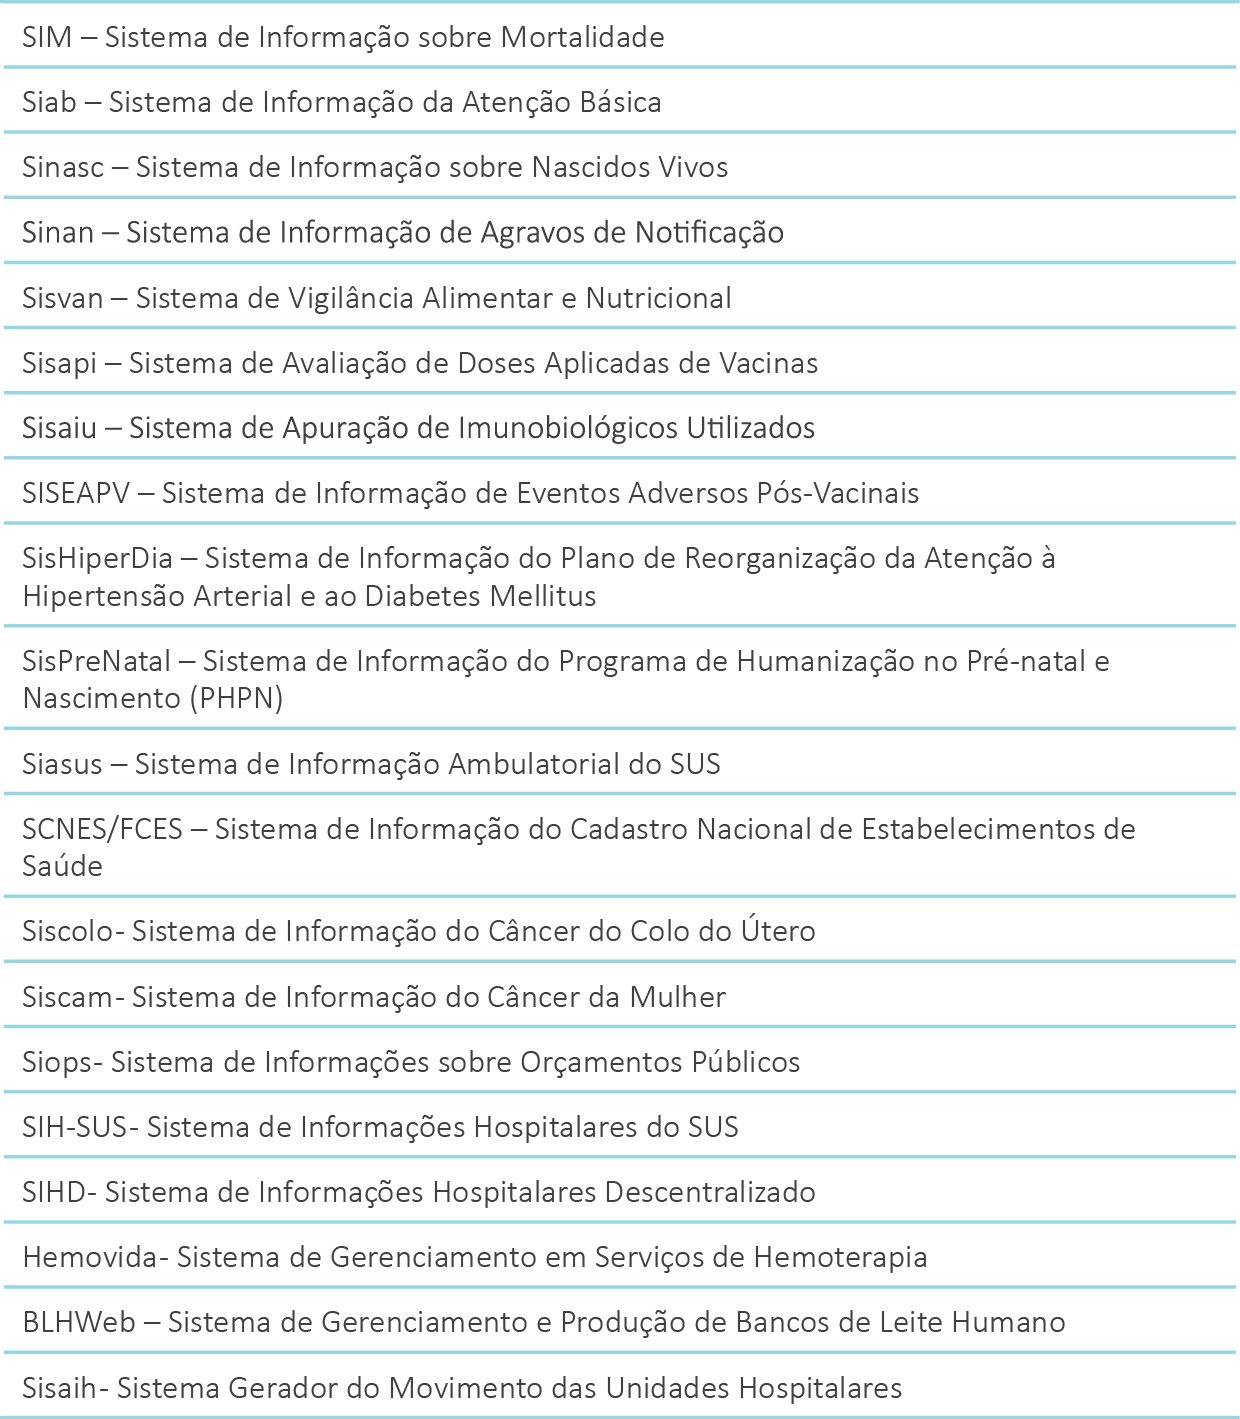 SIM – Sistema de Informação sobre Mortalidade
Siab – Sistema de Informação da Atenção Básica
Sinasc – Sistema de Informação sobre Nascidos Vivos
Sinan – Sistema de Informação de Agravos de Notificação
Sisvan – Sistema de Vigilância Alimentar e Nutricional
Sisapi – Sistema de Avaliação de Doses Aplicadas de Vacinas
Sisaiu – Sistema de Apuração de Imunobiológicos Utilizados
SISEAPV – Sistema de Informação de Eventos Adversos Pós-Vacinais
SisHiperDia – Sistema de Informação do Plano de Reorganização da Atenção à
Hipertensão Arterial e ao Diabetes Mellitus
SisPreNatal – Sistema de Informação do Programa de Humanização no Pré-natal e
Nascimento (PHPN)
Siasus – Sistema de Informação Ambulatorial do SUS
SCNES/FCES – Sistema de Informação do Cadastro Nacional de Estabelecimentos de
Saúde
Siscolo- Sistema de Informação do Câncer do Colo do Útero
Siscam- Sistema de Informação do Câncer da Mulher
Siops- Sistema de Informações sobre Orçamentos Públicos
SIH-SUS- Sistema de Informações Hospitalares do SUS
SIHD- Sistema de Informações Hospitalares Descentralizado
Hemovida- Sistema de Gerenciamento em Serviços de Hemoterapia
BLHWeb – Sistema de Gerenciamento e Produção de Bancos de Leite Humano
Sisaih- Sistema Gerador do Movimento das Unidades Hospitalares